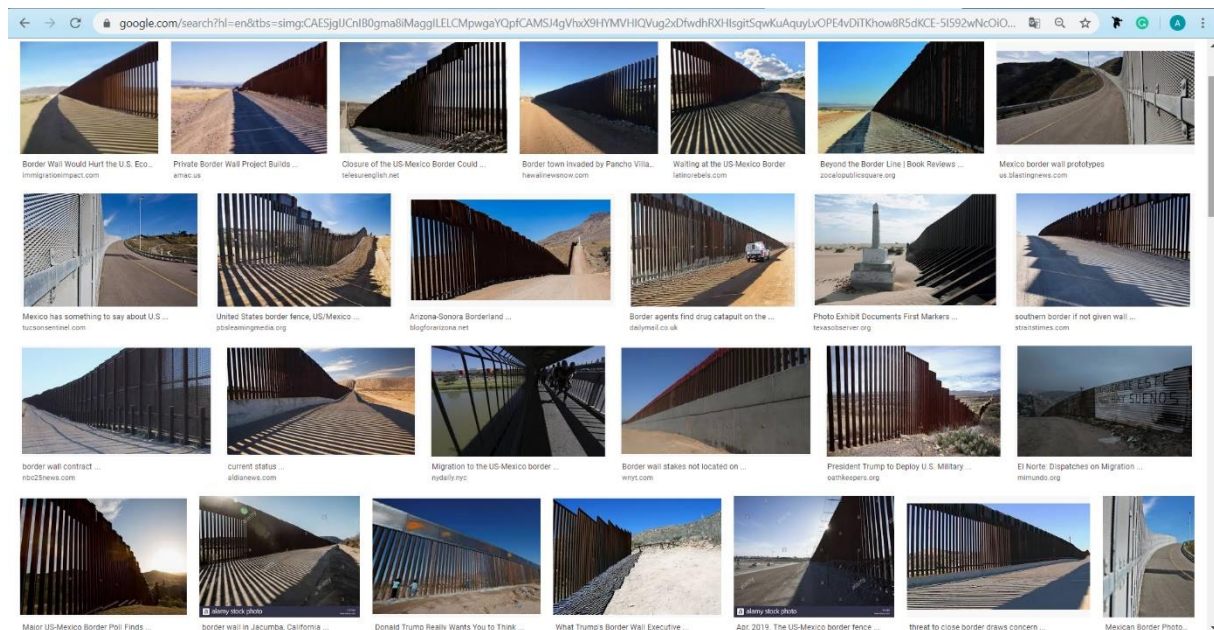 google.com/search?hl=en&tbs=simg:CAESjgIJCnIB0gma8iMaggILELCMpwgaYQpfCAMSJ4gVhxX9HYMVHIQVug2xDfwdhRXHIsgitSqwKuAquyLvOPE4vDiTKhow8R5dKCE-5I592wNcOiO...
A
Border Wall Would Hurt the U.S. Eco...
immigrationimpact.com
Private Border Wall Project Builds ...
amac.us
Closure of the US-Mexico Border Could ...
telesurenglish.net
Border town invaded by Pancho Villa...
hawaiinewsnow.com
Waiting at the US-Mexico Border
latinorebels.com
Beyond the Border Line | Book Reviews ...
zocalopublicsquare.org
Mexico border wall prototypes
us.blastingnews.com
Mexico has something to say about U.S ...
tucsonsentinel.com
United States border fence, US/Mexico ...
pbslearningmedia.org
Arizona-Sonora Borderland ...
blogforarizona.net
Border agents find drug catapult on the ...
dailymail.co.uk
Photo Exhibit Documents First Markers ...
texasobserver.org
southern border if not given wall ...
straitstimes.com
border wall contract ...
nbc25news.com
current status ...
aldianews.com
Migration to the US-Mexico border ...
nydaily.nyc
Border wall stakes not located on ...
wnyt.com
President Trump to Deploy U.S. Military ...
oathkeepers.org
DE ESTE
SUENOS
El Norte: Dispatches on Migration ...
mimundo.org
a alamy stock photo
a alamy stock photo
Major US-Mexico Border Poll Finds ...
border wall in Jacumba, California ...
Donald Trump Really Wants You to Think ...
What Trump's Border Wall Executive ...
Apr, 2019. The US-Mexico border fence ...
threat to close border draws concern ...
Mexican Border Photo...